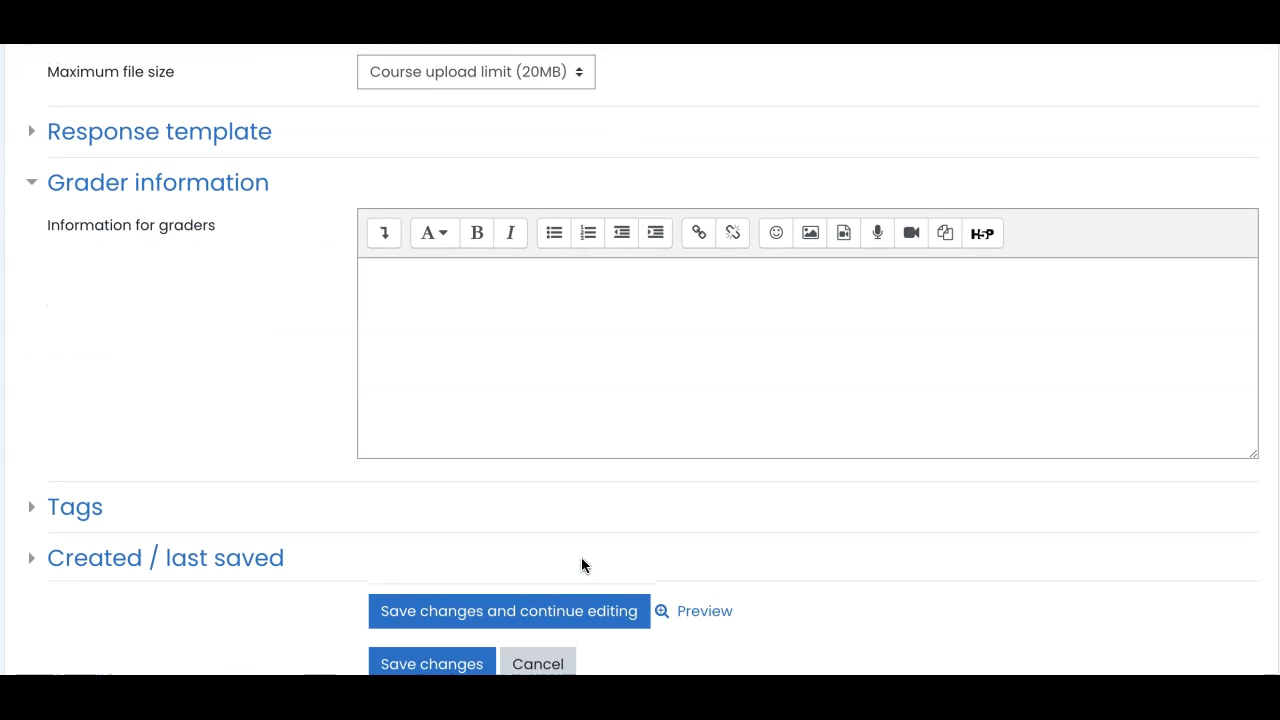 Maximum file size Course upload limit (20MB)
Response template
Grader information
Information for graders
A B I H5P
Tags
Created / last saved
Save changes and continue editing Preview
Save changes Cancel